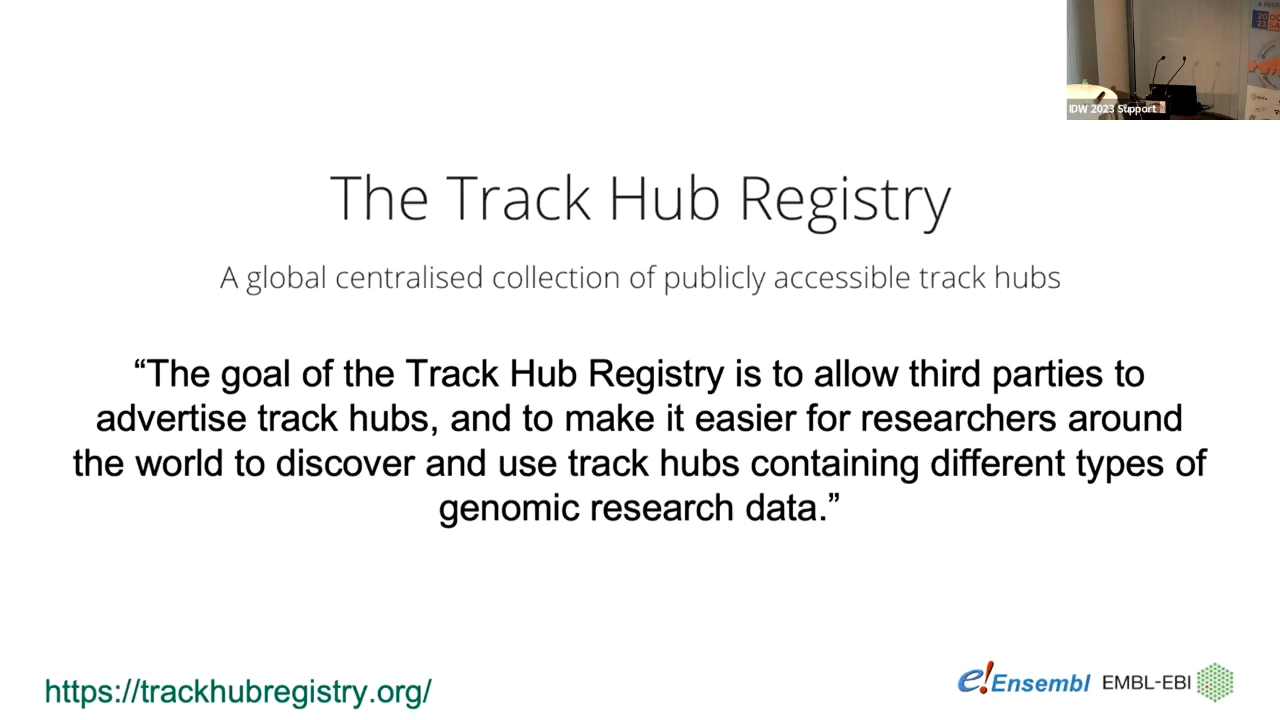 IDW 2023 Support
The Track Hub Registry
A global centralised collection of publicly accessible track hubs
“The goal of the Track Hub Registry is to allow third parties to
advertise track hubs, and to make it easier for researchers around
the world to discover and use track hubs containing different types of
genomic research data.”
https://trackhubregistry.org/
e!Ensembl EMBL-EBI